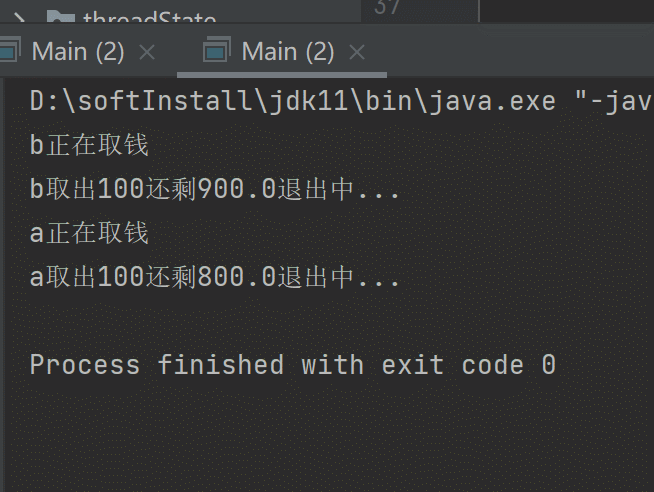 threadState
37
Main (2)
Main (2)
D:\softInstall\jdk11\bin\java.exe "-jav
b正在取钱
b取出100还剩900.0退出中...
a正在取钱
a取出100还剩800.0退出中...
Process finished with exit code 0